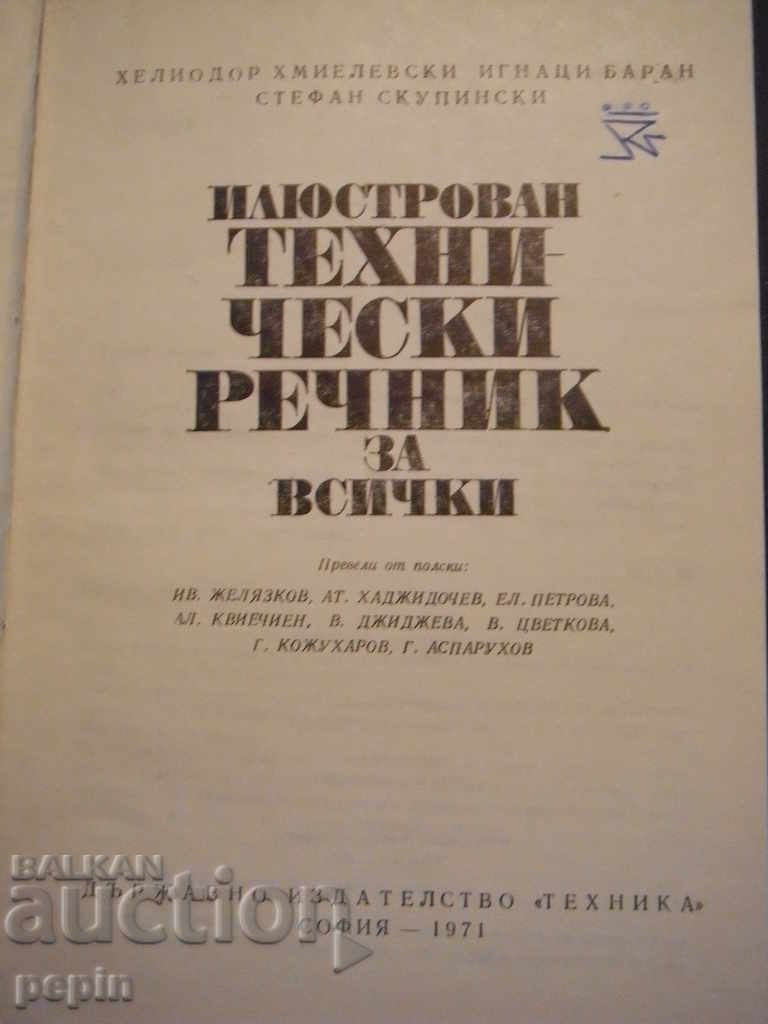 ХЕЛИОДОР ХМИЕЛЕВСКИ ИГНАЦИ БАРАН
СТЕФАН СКУПИНСКИ
ИЛЮСТРОВАН
ТЕХНИ-
ЧЕСКИ
РЕЧНИК
ЗА
ВСИЧКИ
Превели от полски:
ИВ. ЖЕЛЯЗКОВ, АТ. ХАДЖИДОЧЕВ, ЕЛ. ПЕТРОВА,
АЛ. КВИЕЧИЕН, В. ДЖИДЖЕВА, В. ЦВЕТКОВА,
Г. КОЖУХАРОВ, Г. АСПАРУХОВ
ДЪРЖАВНО ИЗДАТЕЛСТВО «ТЕХНИКА»
СОФИЯ — 1971
BALKAN
auction
pepin